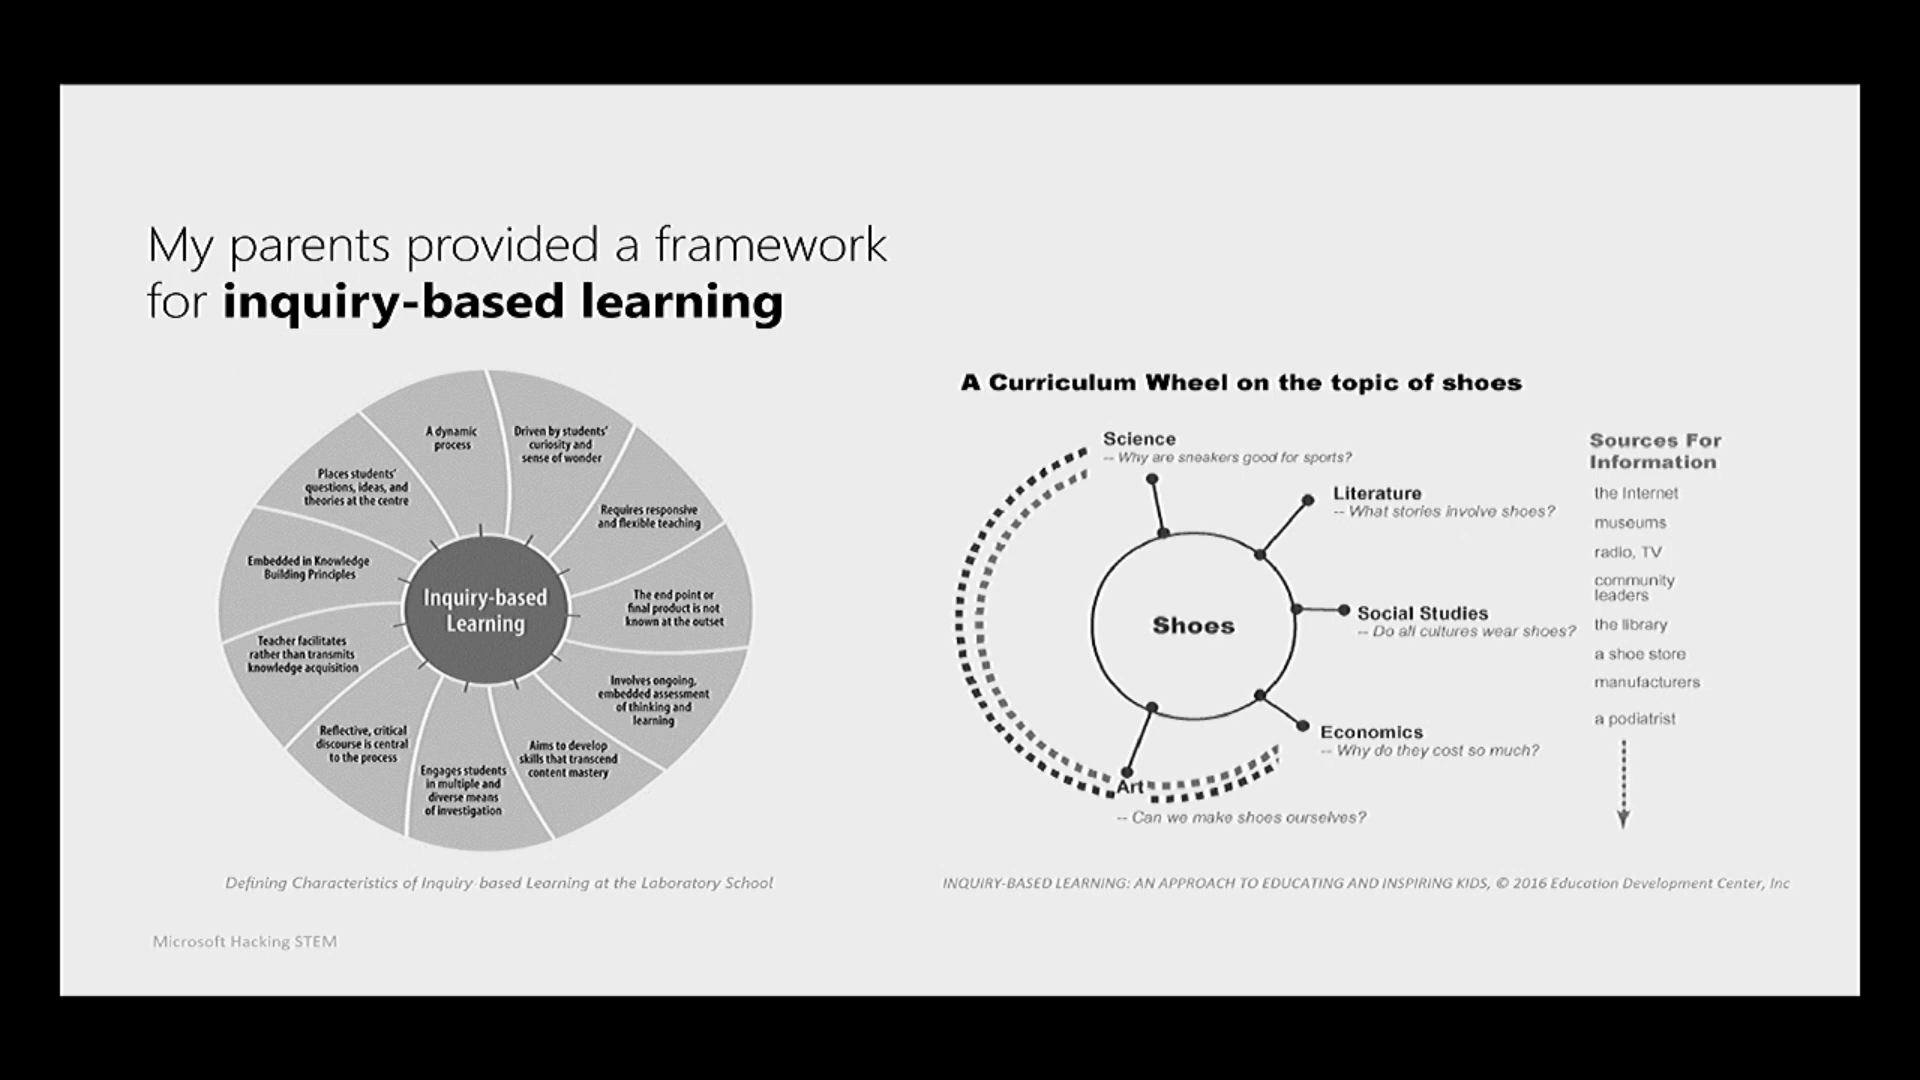 My parents provided a framework
for inquiry-based learning
A dynamic
process
Driven by students'
curiosity and
sense of wonder
Requires responsive
and flexible teaching
The end point or
final product is not
known at the outset
Involves ongoing,
embedded assessment
of thinking and
learning
Aims to develop
skills that transcend
content mastery
Engages students
in multiple and
diverse means
of investigation
Reflective, critical
discourse is central
to the process
Teacher facilitates
rather than transmits
knowledge acquisition
Embedded in Knowledge
Building Principles
Places students'
questions, ideas, and
theories at the centre
Inquiry-based
Learning
Defining Characteristics of Inquiry-based Learning at the Laboratory School
A Curriculum Wheel on the topic of shoes
Science
-- Why are sneakers good for sports?
Literature
-- What stories involve shoes?
Social Studies
-- Do all cultures wear shoes?
Economics
-- Why do they cost so much?
Art
-- Can we make shoes ourselves?
Shoes
Sources For
Information
the Internet
museums
radio, TV
community
leaders
the library
a shoe store
manufacturers
a podiatrist
INQUIRY-BASED LEARNING: AN APPROACH TO EDUCATING AND INSPIRING KIDS, © 2016 Education Development Center, Inc
Microsoft Hacking STEM